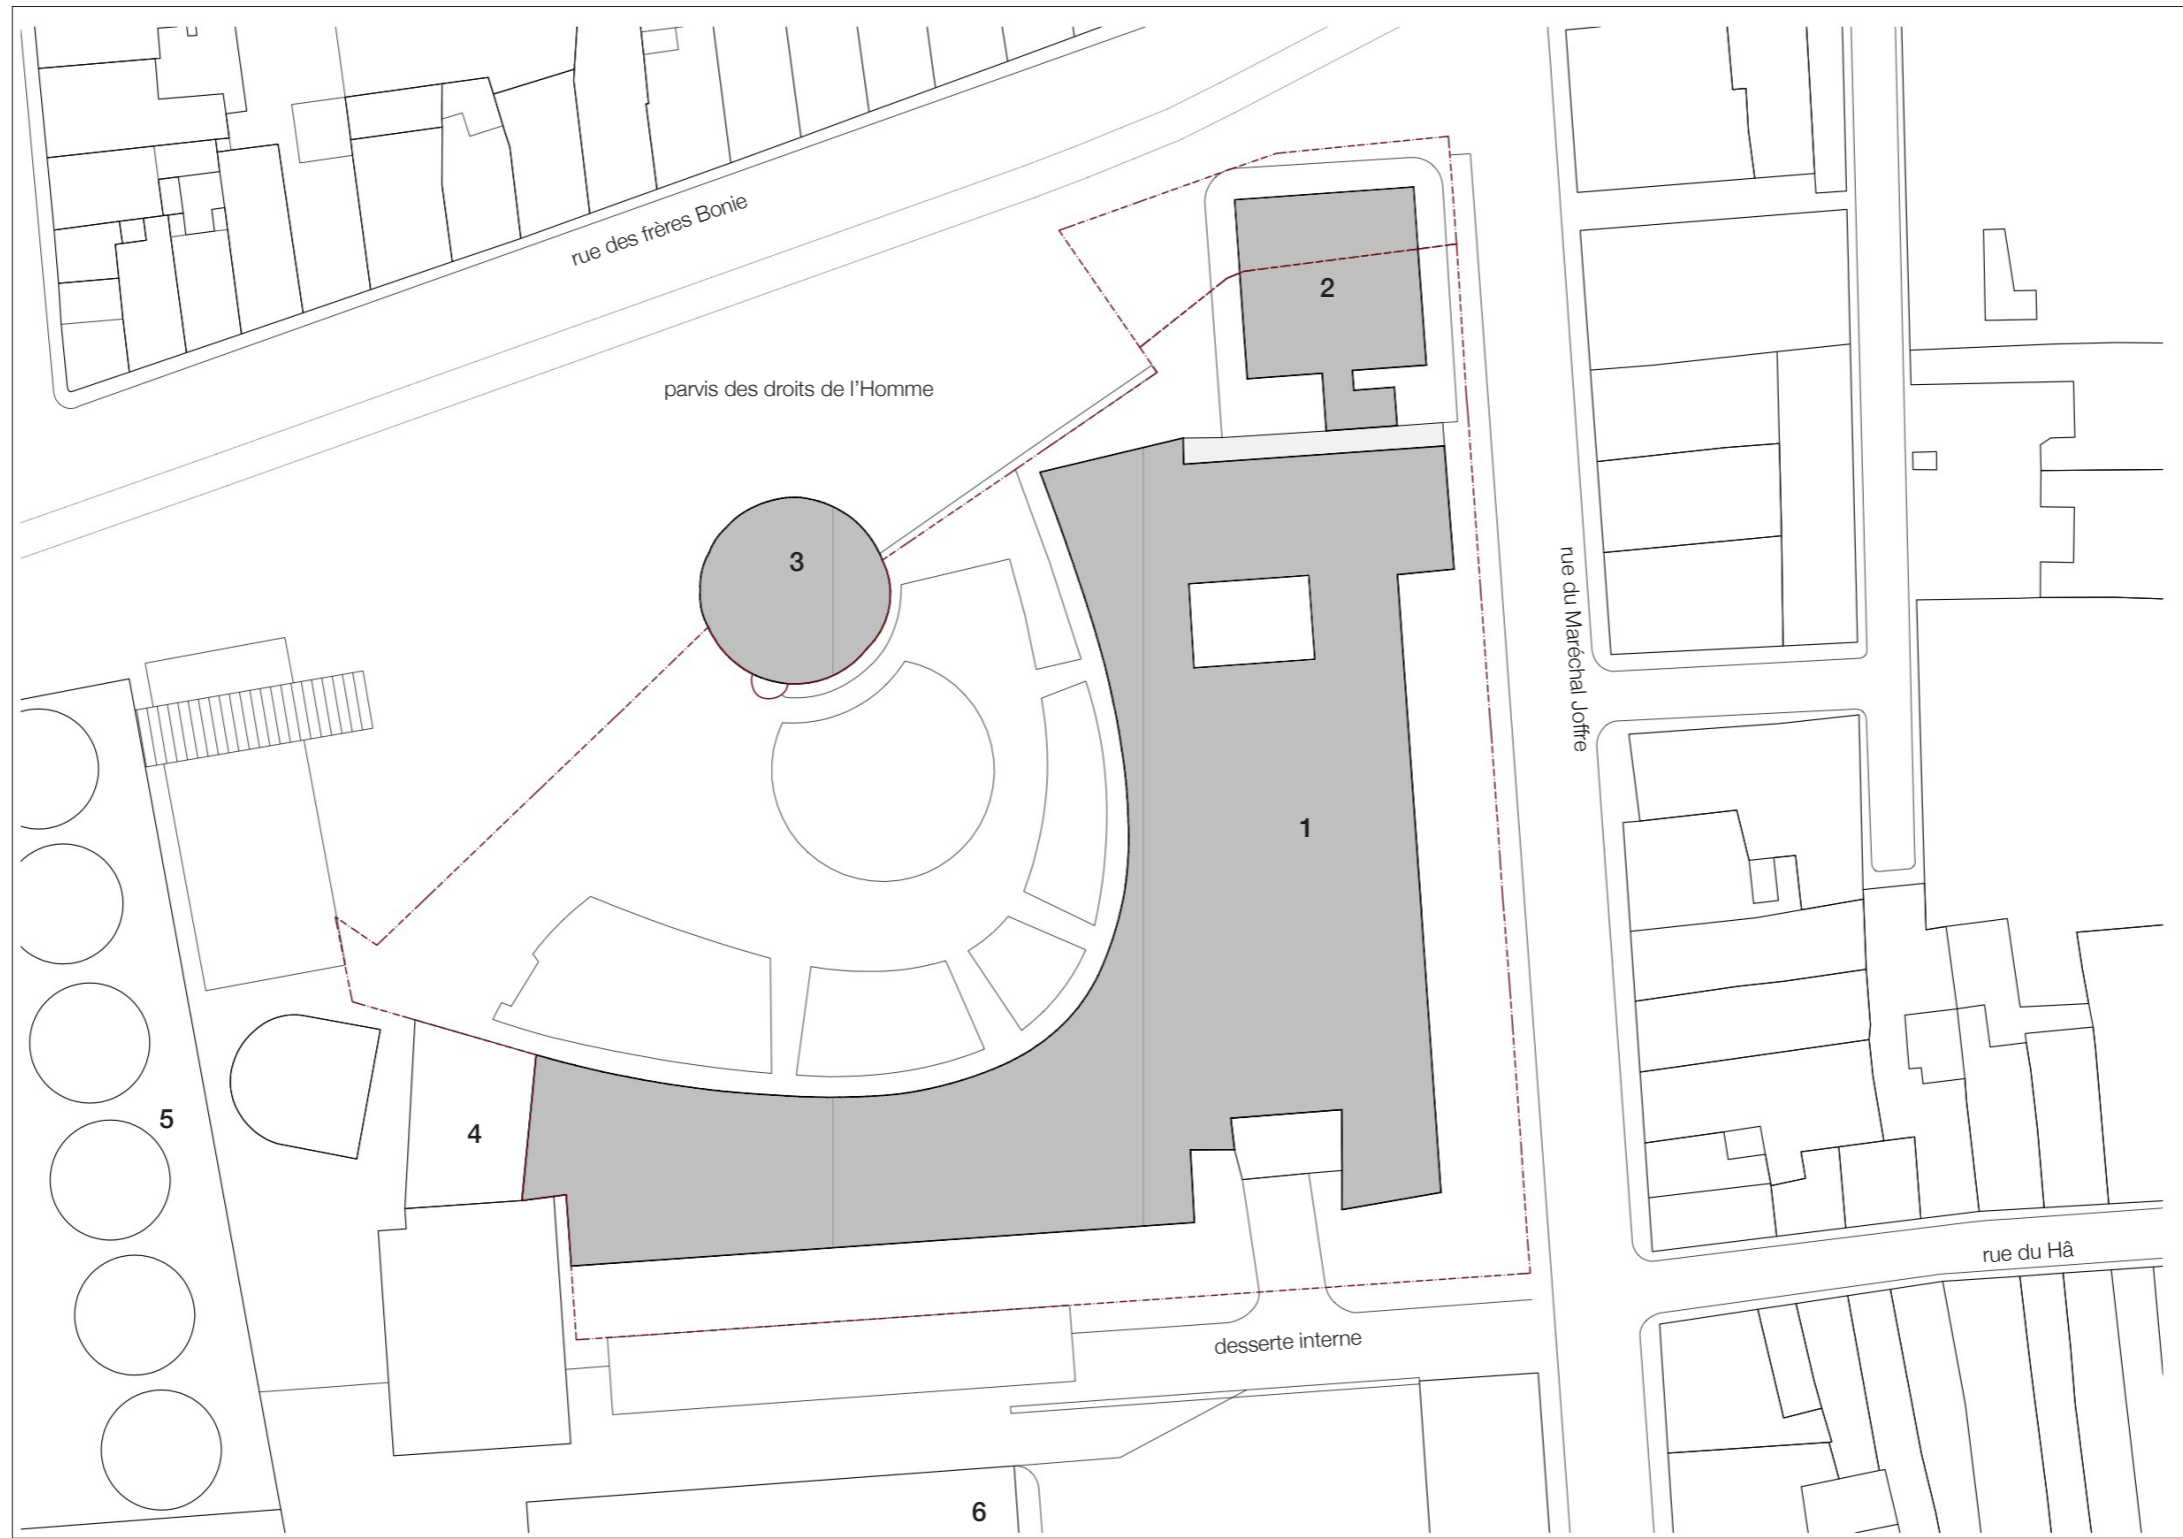 rue des frères Bonie
2
parvis des droits de l'Homme
3
rue du Maréchal Joffre
1
5
4
rue du Hâ
desserte interne
6